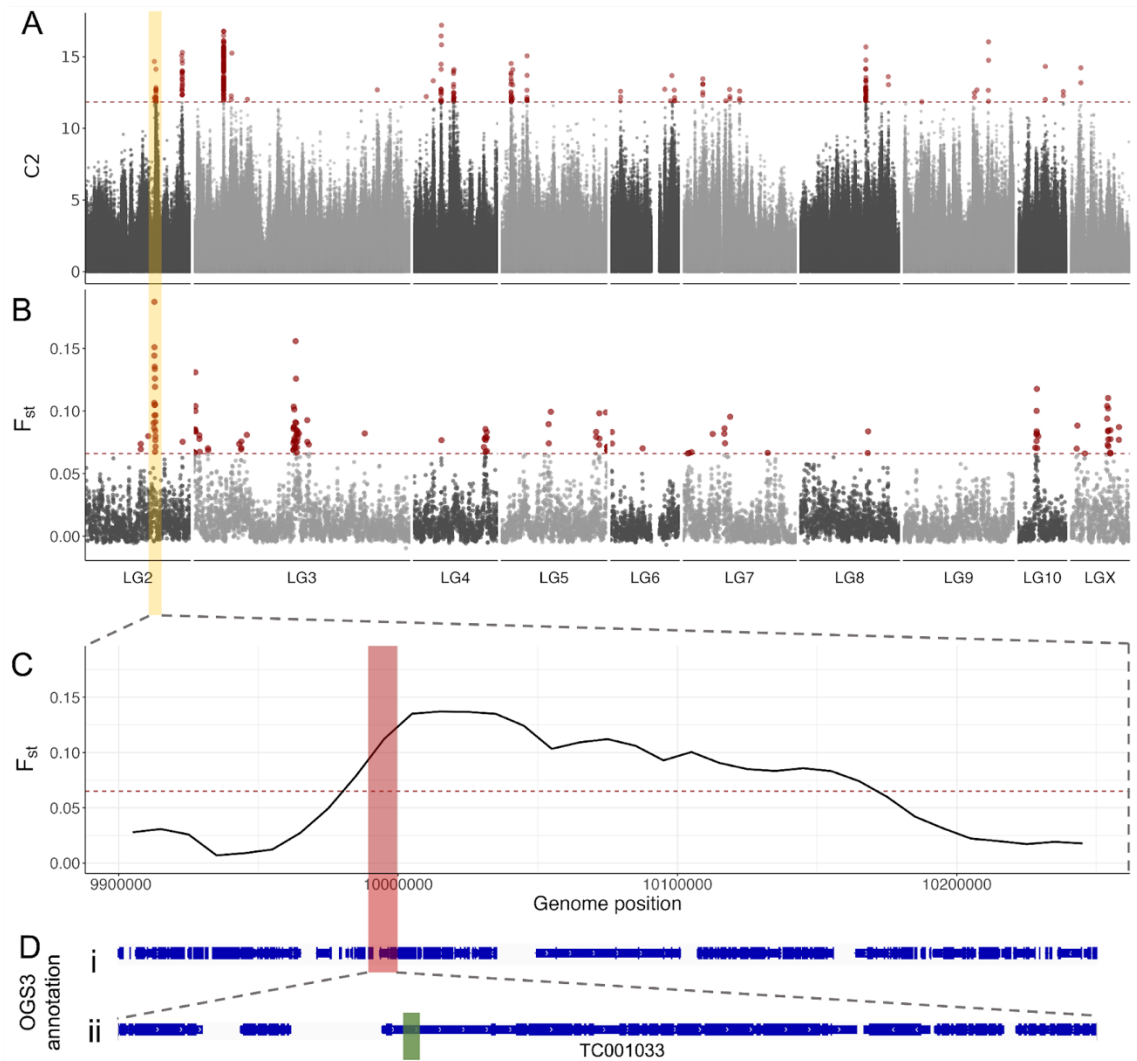 A
C2
15
10
5
0
B
Fst
0.15
0.10
0.05
0.00
LG2 LG3 LG4 LG5 LG6 LG7 LG8 LG9 LG10 LGX
C
Fst
0.15
0.10
0.05
0.00
9900000 10000000 10100000 10200000
Genome position
D
OGS3
annotation
i
ii
TC001033